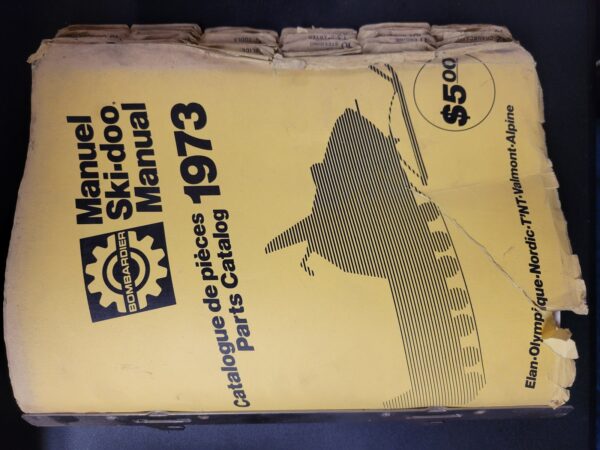 BOMBARDIER
Manuel
Ski-doo®
Manual
Catalogue de pièces
Parts Catalog 1973
$5.00
Elan•Olympique•Nordic•T'NT•Valmont•Alpine